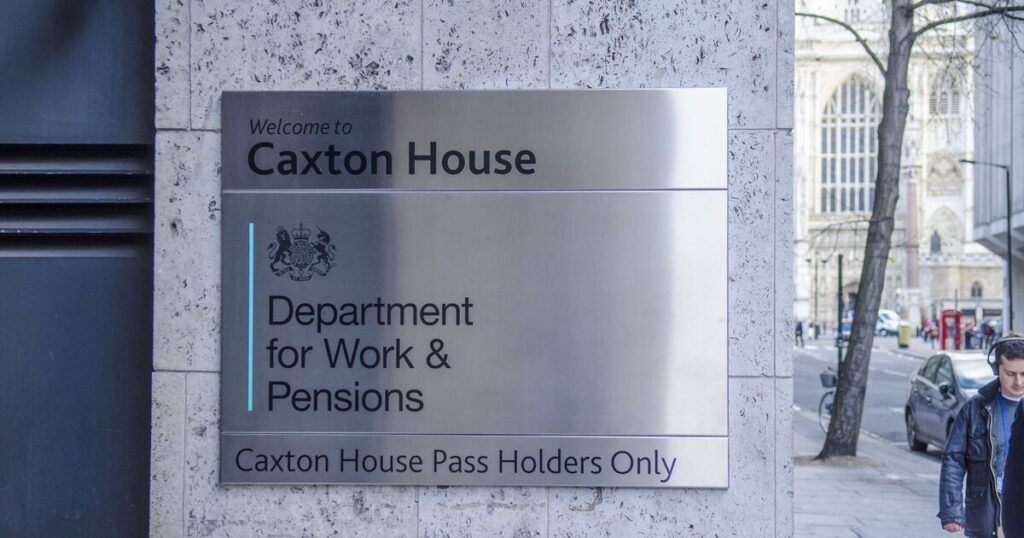 Welcome to
Caxton House
Department
for Work &
Pensions
Caxton House Pass Holders Only